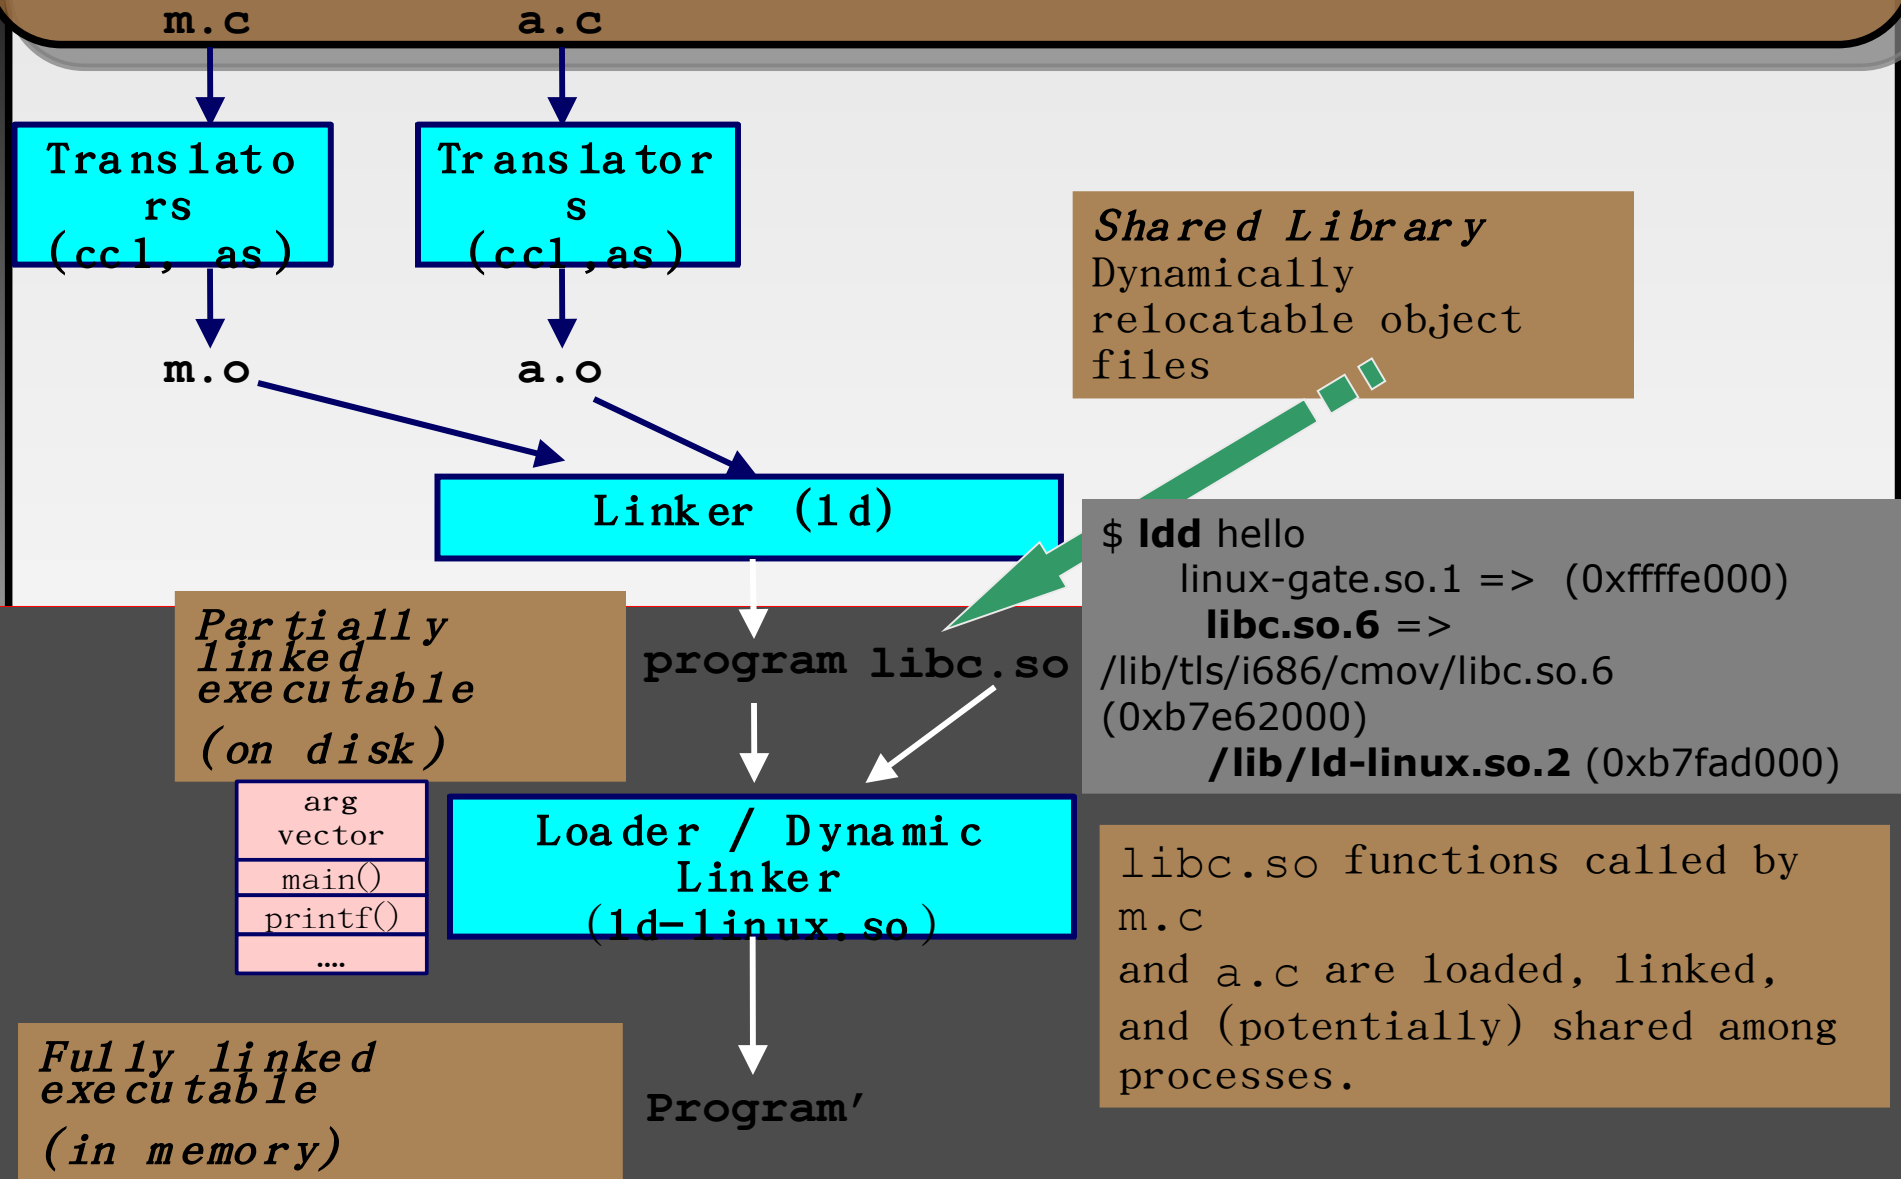 m.c
a.c
Translato
rs
(cc1, as)
Translator
s
(cc1,as)
Shared Library
Dynamically
relocatable object
files
m.o
a.o
Linker (ld)
$ ldd hello
linux-gate.so.1 => (0xffffe000)
libc.so.6 =>
/lib/tls/i686/cmov/libc.so.6
(0xb7e62000)
/lib/ld-linux.so.2 (0xb7fad000)
Partially
linked
executable
(on disk)
program
libc.so
arg
vector
main()
printf()
....
Loader / Dynamic
Linker
(ld-linux.so)
libc.so functions called by
m.c
and a.c are loaded, linked,
and (potentially) shared among
processes.
Fully linked
executable
(in memory)
Program’